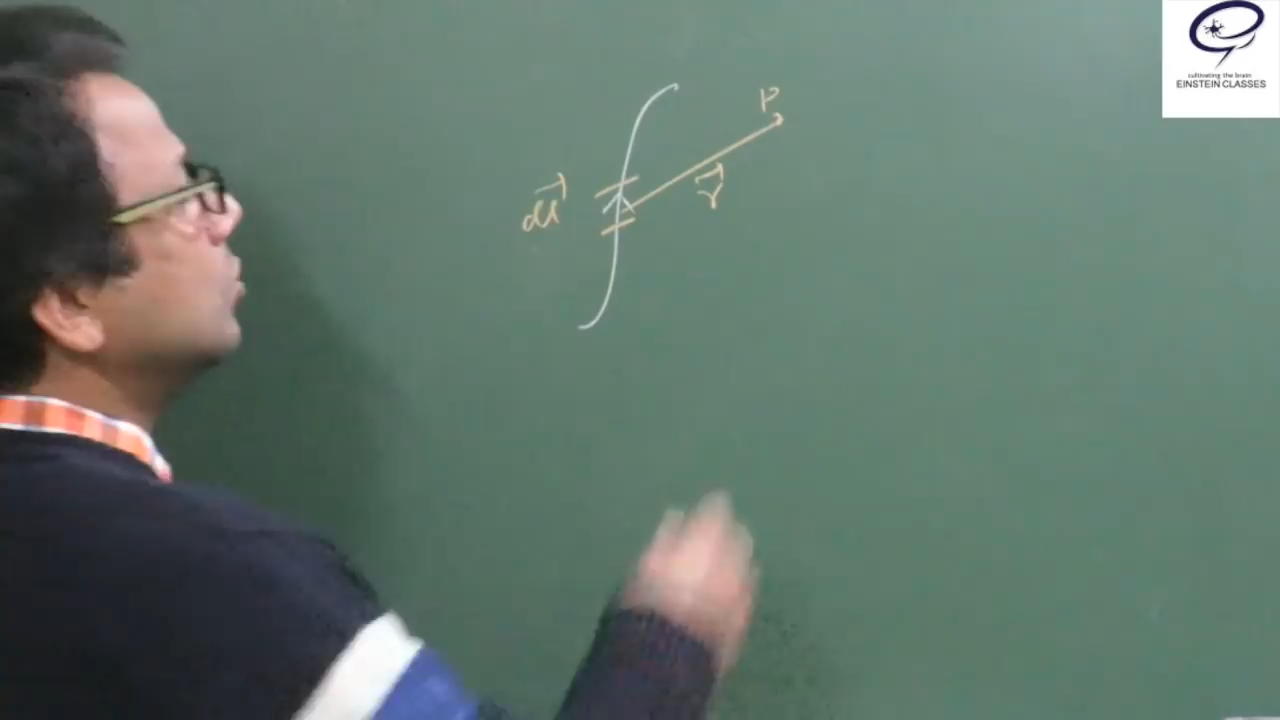 P
dl⃗
r⃗
cultivating the brain
EINSTEIN CLASSES